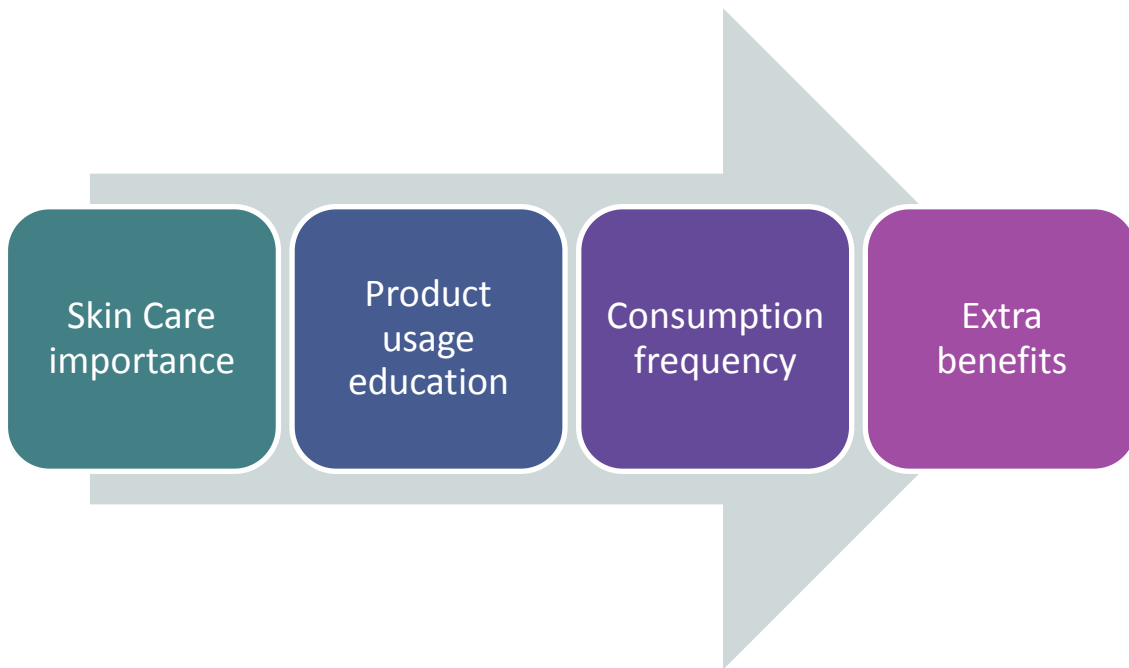 Skin Care
importance
Product
usage
education
Consumption
frequency
Extra
benefits